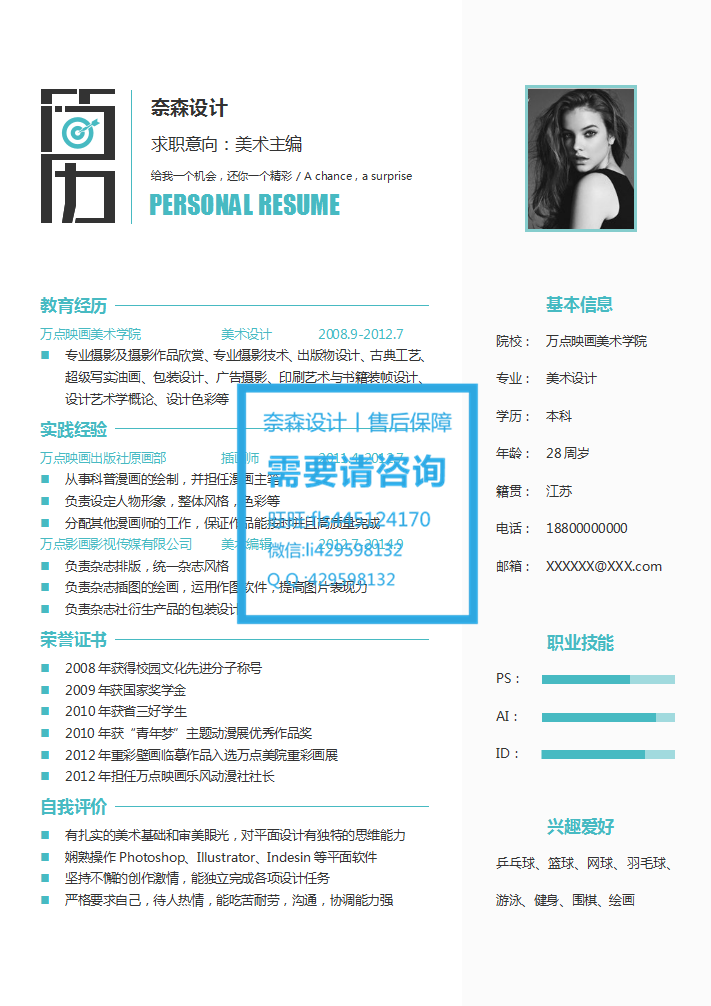 简历
奈森设计
求职意向：美术主编
给我一个机会，还你一个精彩 / A chance，a surprise
PERSONAL RESUME
教育经历
万点映画美术学院 美术设计 2008.9-2012.7
专业摄影及摄影作品欣赏、专业摄影技术、出版物设计、古典工艺、
超级写实油画、包装设计、广告摄影、印刷艺术与书籍装帧设计、
设计艺术学概论、设计色彩等
实践经验
万点映画出版社原画部 插画师 2011.4-2012.7
从事科普漫画的绘制，并担任漫画主笔
负责设定人物形象，整体风格，色彩等
分配其他漫画师的工作，保证作品能按时并且高质量完成
万点影画影视传媒有限公司 美术编辑 2012.7-2014.9
负责杂志排版，统一杂志风格
负责杂志插图的绘画，运用作图软件，提高图片表现力
负责杂志社衍生产品的包装设计
荣誉证书
2008 年获得校园文化先进分子称号
2009 年获国家奖学金
2010 年获省三好学生
2010 年获“青年梦”主题动漫展优秀作品奖
2012 年重彩壁画临摹作品入选万点美院重彩画展
2012 年担任万点映画乐风动漫社社长
自我评价
有扎实的美术基础和审美眼光，对平面设计有独特的思维能力
娴熟操作 Photoshop、Illustrator、Indesin 等平面软件
坚持不懈的创作激情，能独立完成各项设计任务
严格要求自己，待人热情，能吃苦耐劳，沟通，协调能力强
奈森设计丨售后保障
需要请咨询
旺旺:flc445124170
微信:li429598132
Q Q :429598132
基本信息
院校： 万点映画美术学院
专业： 美术设计
学历： 本科
年龄： 28 周岁
籍贯： 江苏
电话： 18800000000
邮箱： XXXXXX@XXX.com
职业技能
PS：
AI：
ID：
兴趣爱好
乒乓球、篮球、网球、羽毛球、
游泳、健身、围棋、绘画